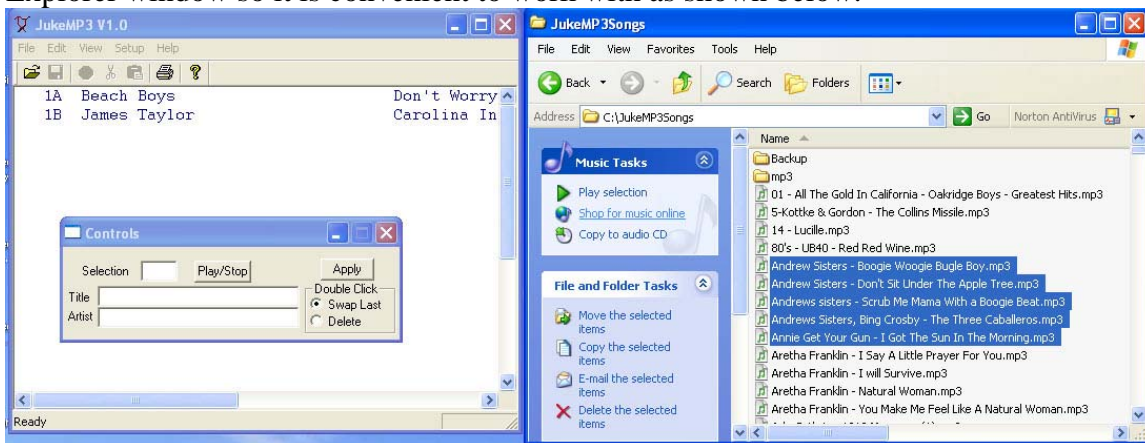 Explorer window so it is convenient to work with as shown below.
JukeMP3 V1.0
File Edit View Setup Help
1A Beach Boys Don't Worry
1B James Taylor Carolina In
Controls
Selection Play/Stop Apply
Title
Artist
Double Click
Swap Last
Delete
Ready
JukeMP3Songs
File Edit View Favorites Tools Help
Back Search Folders
Address C:\JukeMP3Songs Go Norton AntiVirus
Music Tasks
Play selection
Shop for music online
Copy to audio CD
File and Folder Tasks
Move the selected
items
Copy the selected
items
E-mail the selected
items
Delete the selected
items
Name
Backup
mp3
01 - All The Gold In California - Oakridge Boys - Greatest Hits.mp3
5-Kottke & Gordon - The Collins Missile.mp3
14 - Lucille.mp3
80's - UB40 - Red Red Wine.mp3
Andrew Sisters - Boogie Woogie Bugle Boy.mp3
Andrew Sisters - Don't Sit Under The Apple Tree.mp3
Andrews sisters - Scrub Me Mama With a Boogie Beat.mp3
Andrews Sisters, Bing Crosby - The Three Caballeros.mp3
Annie Get Your Gun - I Got The Sun In The Morning.mp3
Aretha Franklin - I Say A Little Prayer For You.mp3
Aretha Franklin - I will Survive.mp3
Aretha Franklin - Natural Woman.mp3
Aretha Franklin - You Make Me Feel Like A Natural Woman.mp3